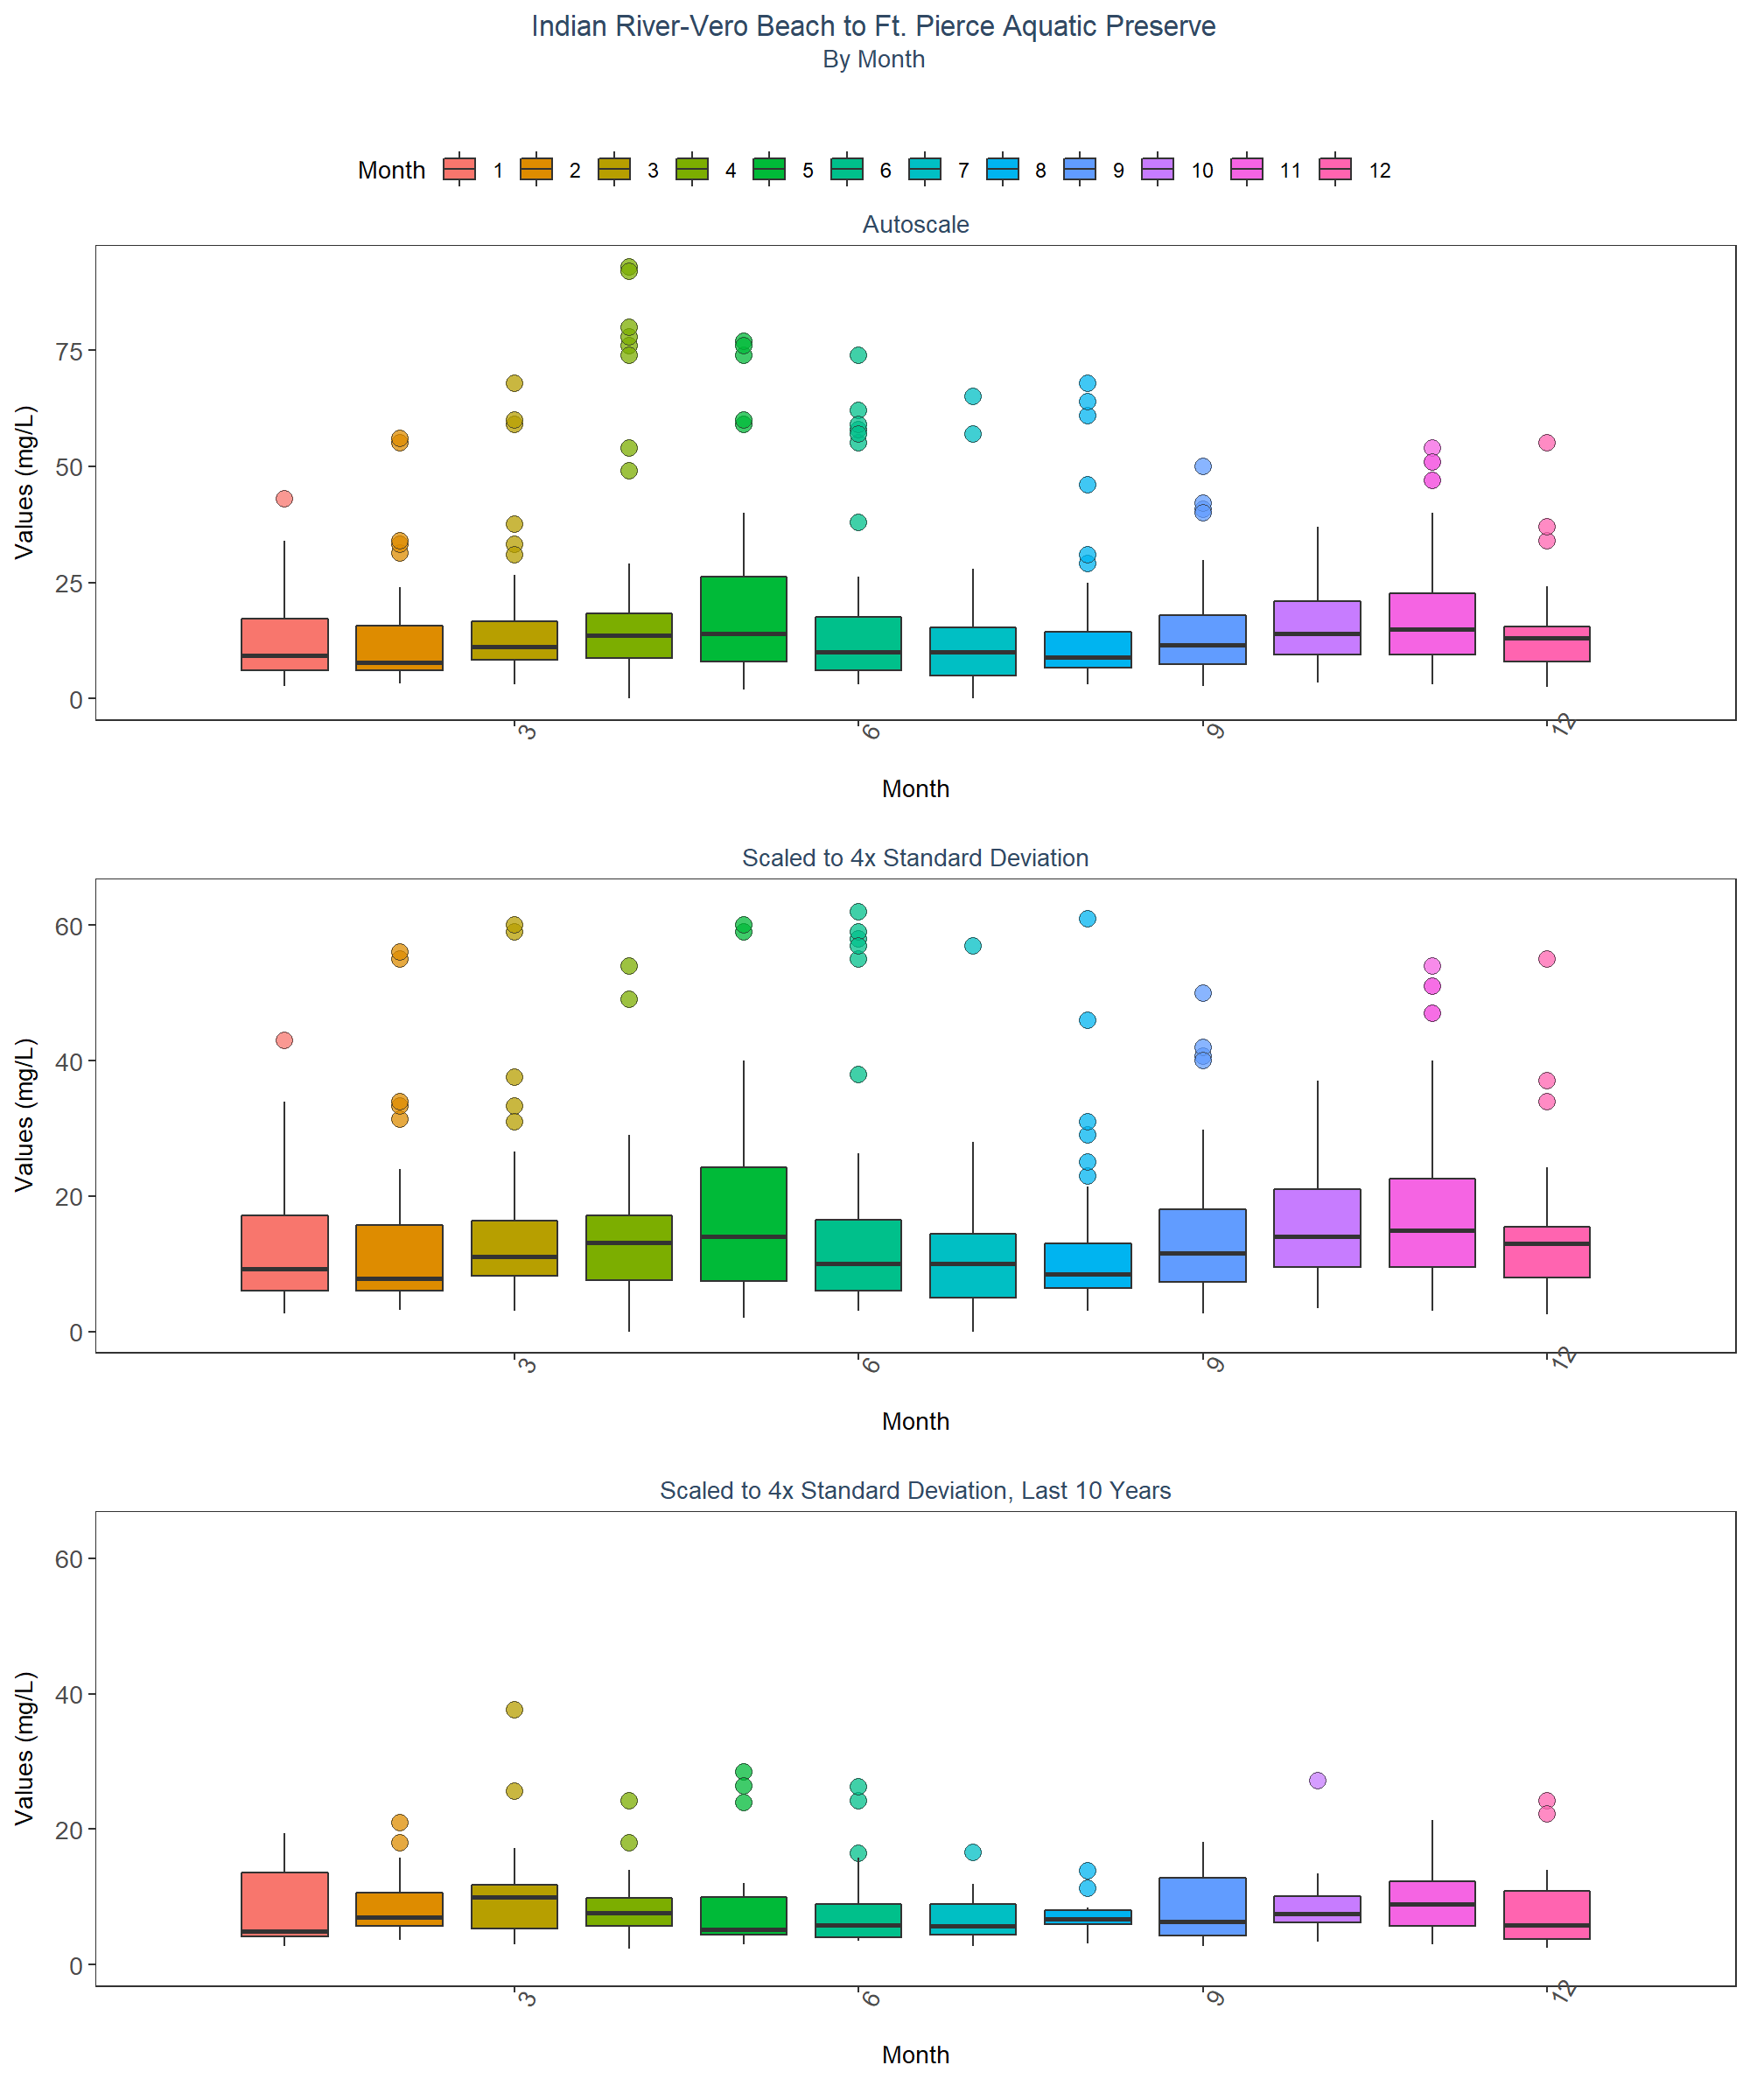 Indian River-Vero Beach to Ft. Pierce Aquatic Preserve
By Month
Month 1 2 3 4 5 6 7 8 9 10 11 12
Autoscale
Values (mg/L)
75
50
25
0
3 6 9 12
Month
Scaled to 4x Standard Deviation
Values (mg/L)
60
40
20
0
3 6 9 12
Month
Scaled to 4x Standard Deviation, Last 10 Years
Values (mg/L)
60
40
20
0
3 6 9 12
Month